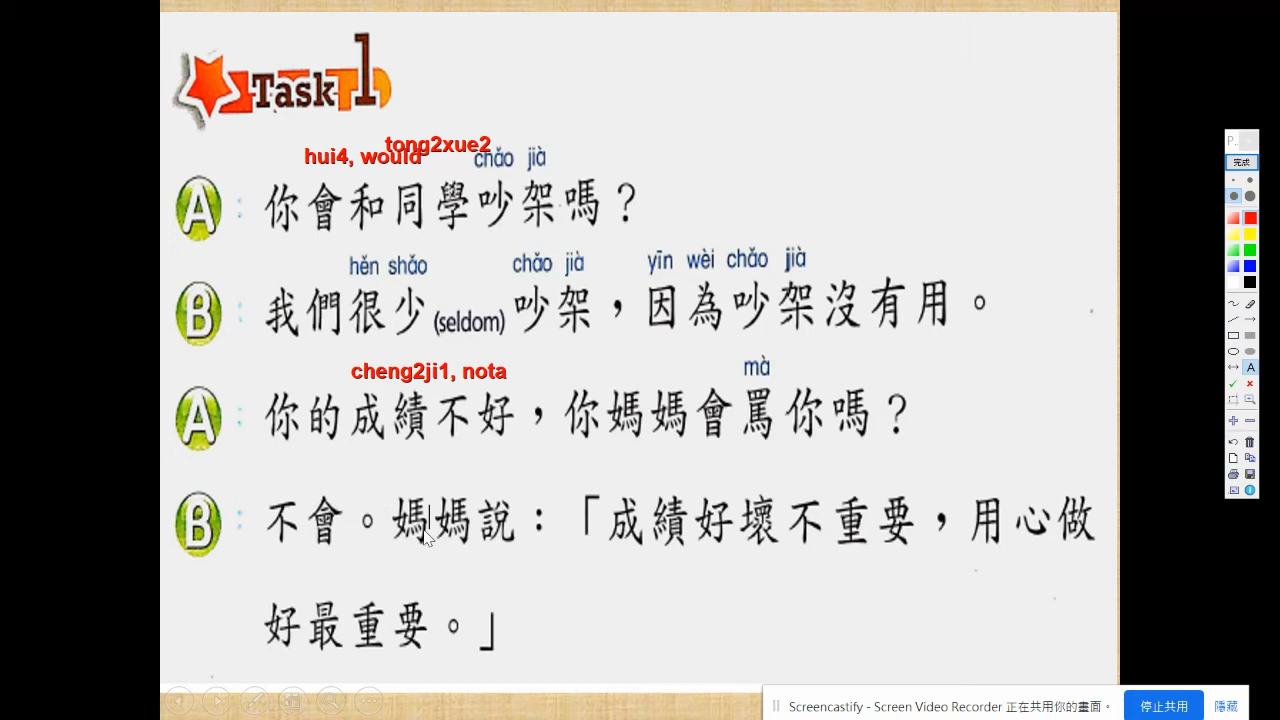 Task 1
tong2xue2
hui4, would
chǎo jià
A : 你會和同學吵架嗎？
hěn shǎo chǎo jià yīn wèi chǎo jià
B : 我們很少(seldom)吵架，因為吵架沒有用。
cheng2ji1, nota
mà
A : 你的成績不好，你媽媽會罵你嗎？
B : 不會。媽媽說：「成績好壞不重要，用心做
好最重要。」
完成
A
Screencastify - Screen Video Recorder 正在共用你的畫面。
停止共用
隱藏